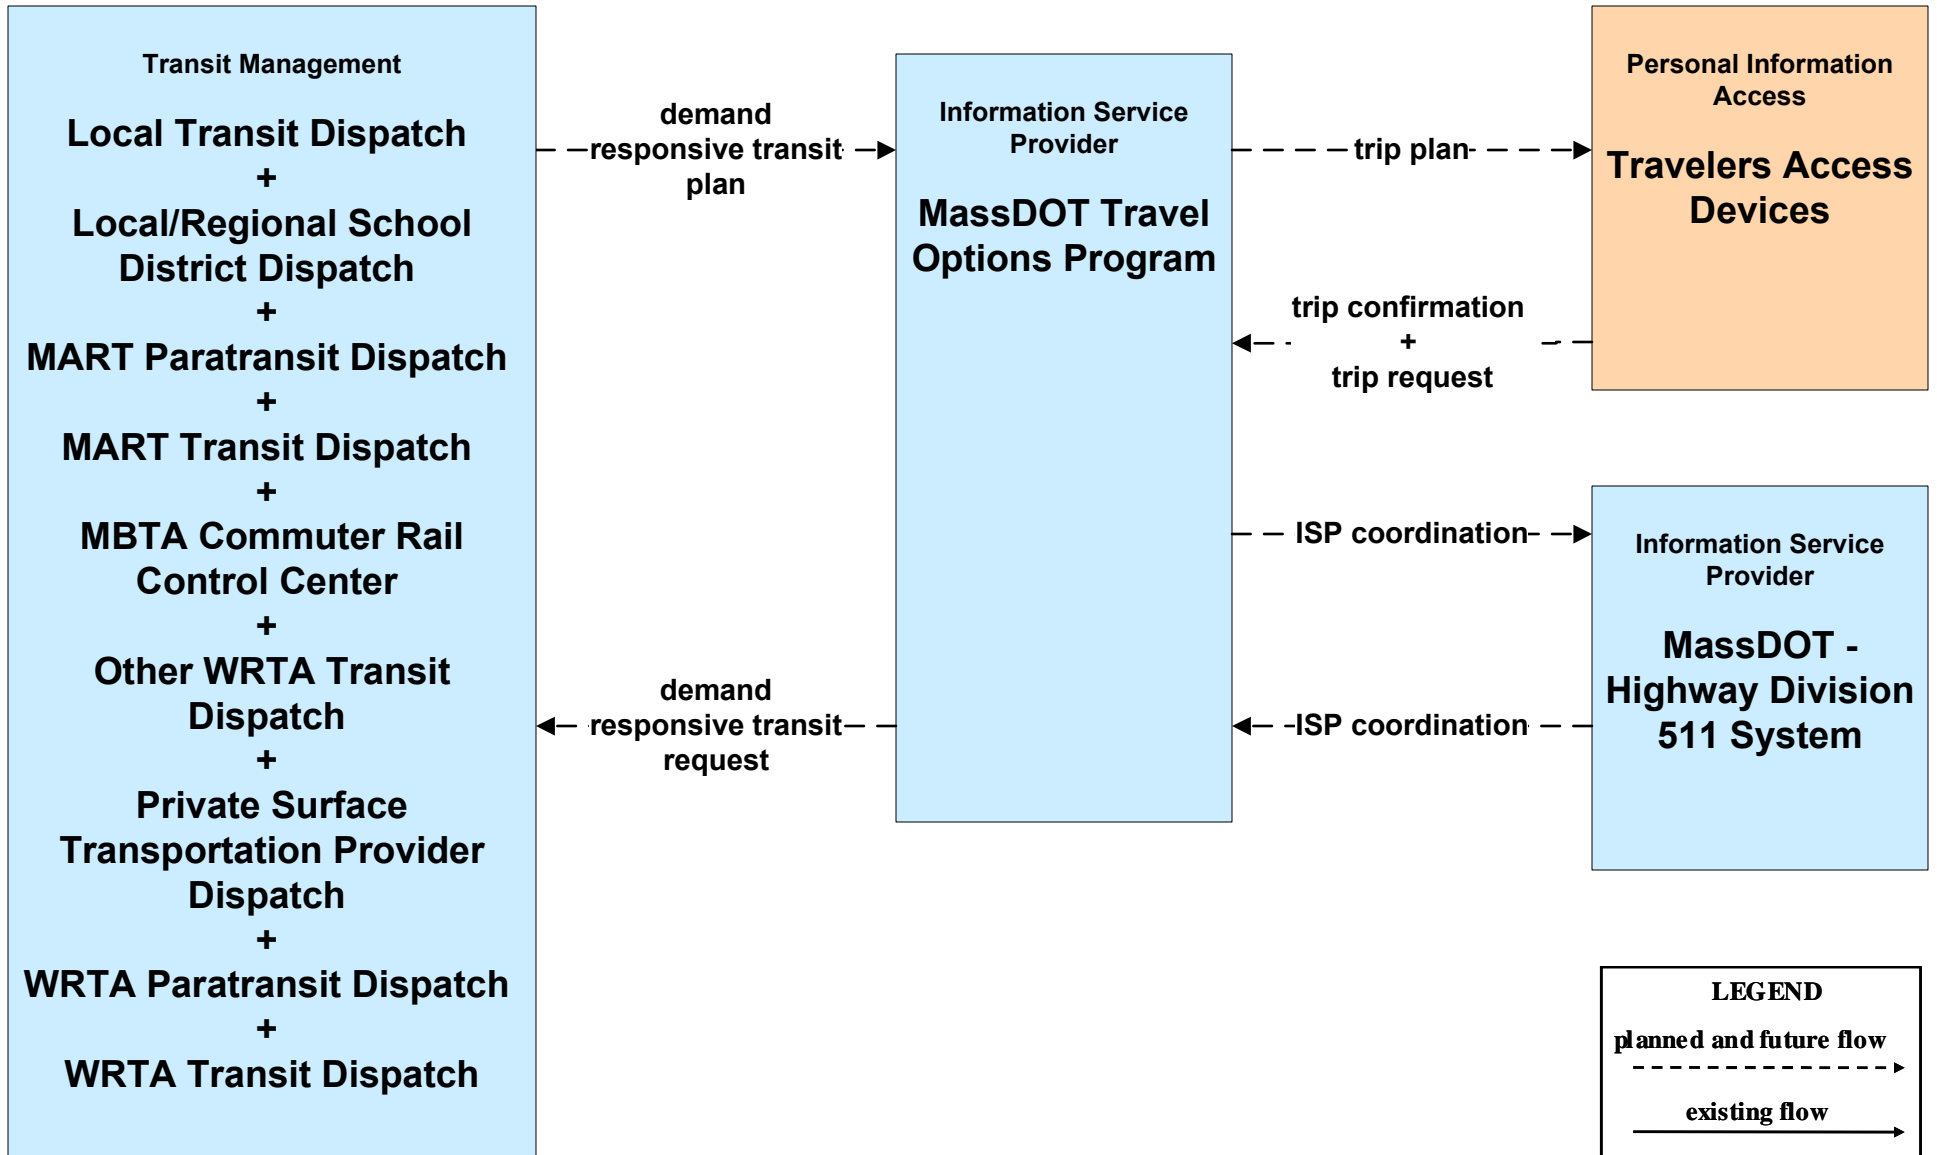 Transit Management
Local Transit Dispatch
+
Local/Regional School
District Dispatch
+
MART Paratransit Dispatch
+
MART Transit Dispatch
+
MBTA Commuter Rail
Control Center
+
Other WRTA Transit
Dispatch
+
Private Surface
Transportation Provider
Dispatch
+
WRTA Paratransit Dispatch
+
WRTA Transit Dispatch
demand
responsive transit
plan
demand
responsive transit
request
Information Service
Provider
MassDOT Travel
Options Program
trip plan
trip confirmation
+
trip request
ISP coordination
ISP coordination
Personal Information
Access
Travelers Access
Devices
Information Service
Provider
MassDOT -
Highway Division
511 System
LEGEND
planned and future flow
existing flow